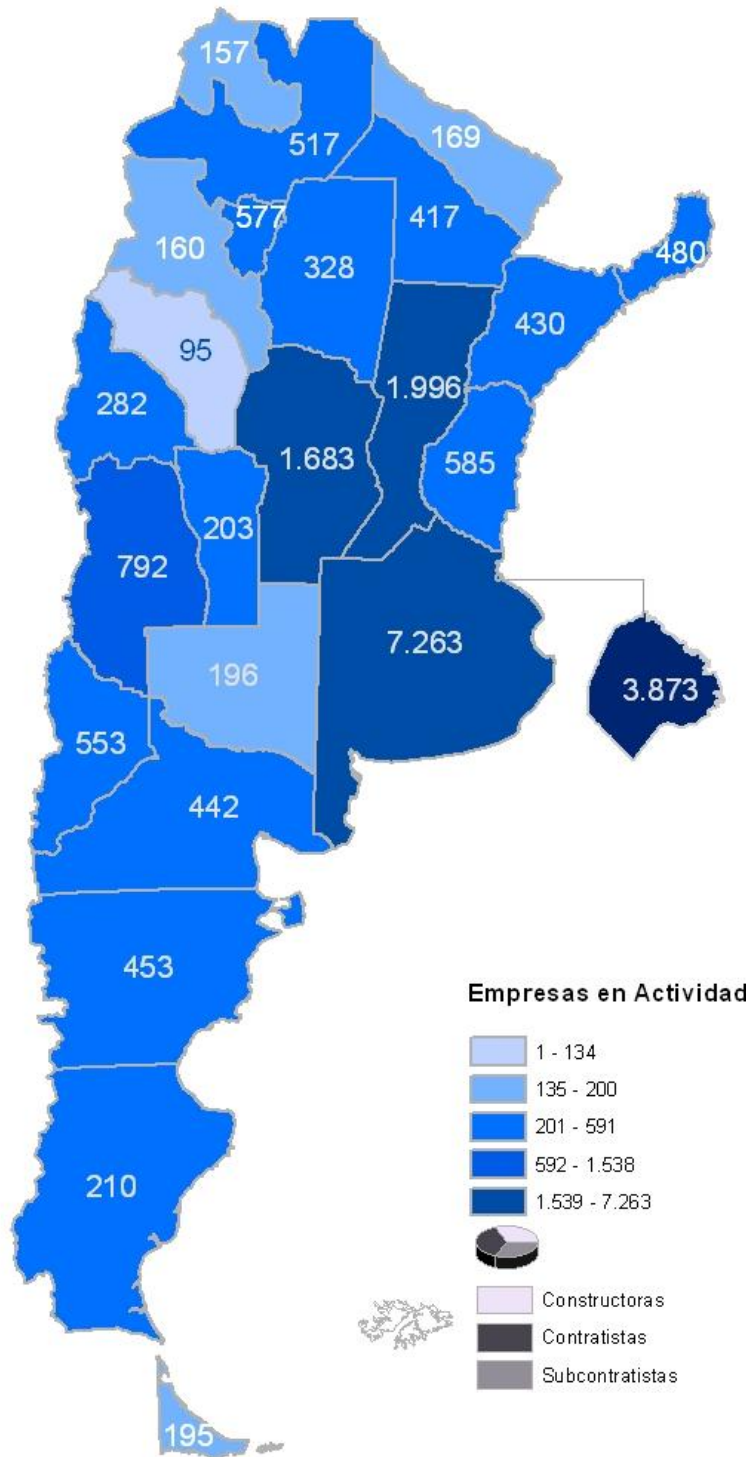 157
517
169
577
417
160
328
480
430
95
1.996
282
1.683
585
203
792
7.263
196
3.873
553
442
453
210
195
Empresas en Actividad
1 - 134
135 - 200
201 - 591
592 - 1.538
1.539 - 7.263
Constructoras
Contratistas
Subcontratistas